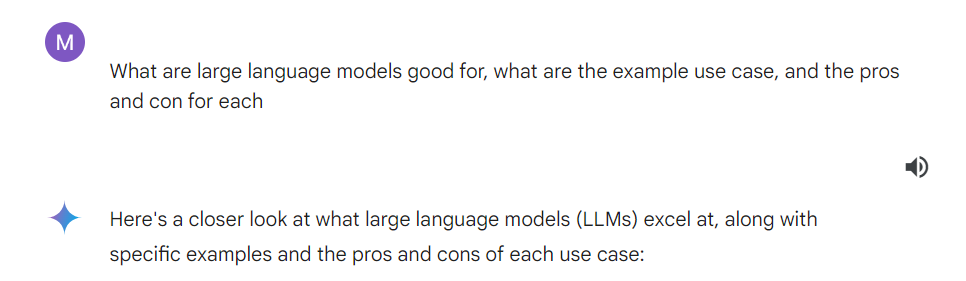 M
What are large language models good for, what are the example use case, and the pros
and con for each
Here's a closer look at what large language models (LLMs) excel at, along with
specific examples and the pros and cons of each use case: